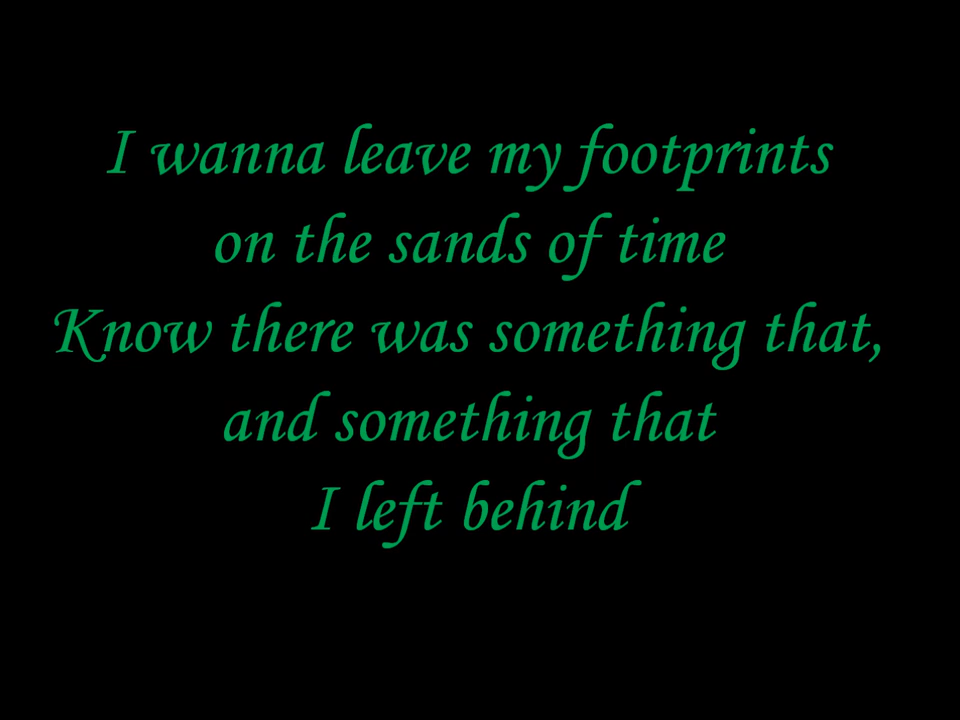 I wanna leave my footprints
on the sands of time
Know there was something that,
and something that
I left behind